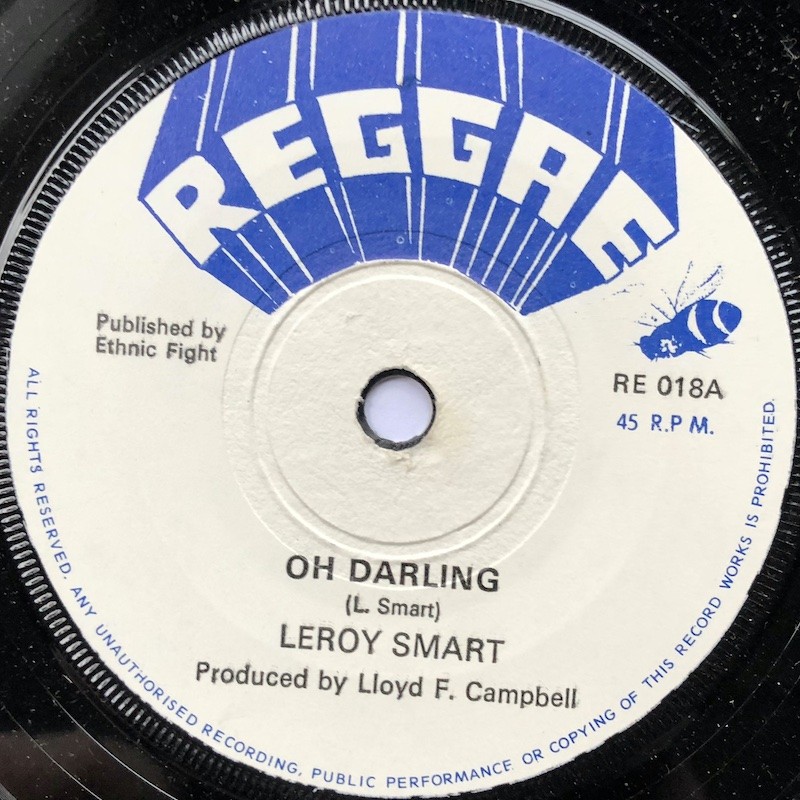 REGGAE
Published by
Ethnic Fight
RE 018A
45 R.P M.
OH DARLING
(L. Smart)
LEROY SMART
Produced by Lloyd F. Campbell
ALL RIGHTS RESERVED. ANY UNAUTHORISED RECORDING, PUBLIC PERFORMANCE OR COPYING OF THIS RECORD WORKS IS PROHIBITED.